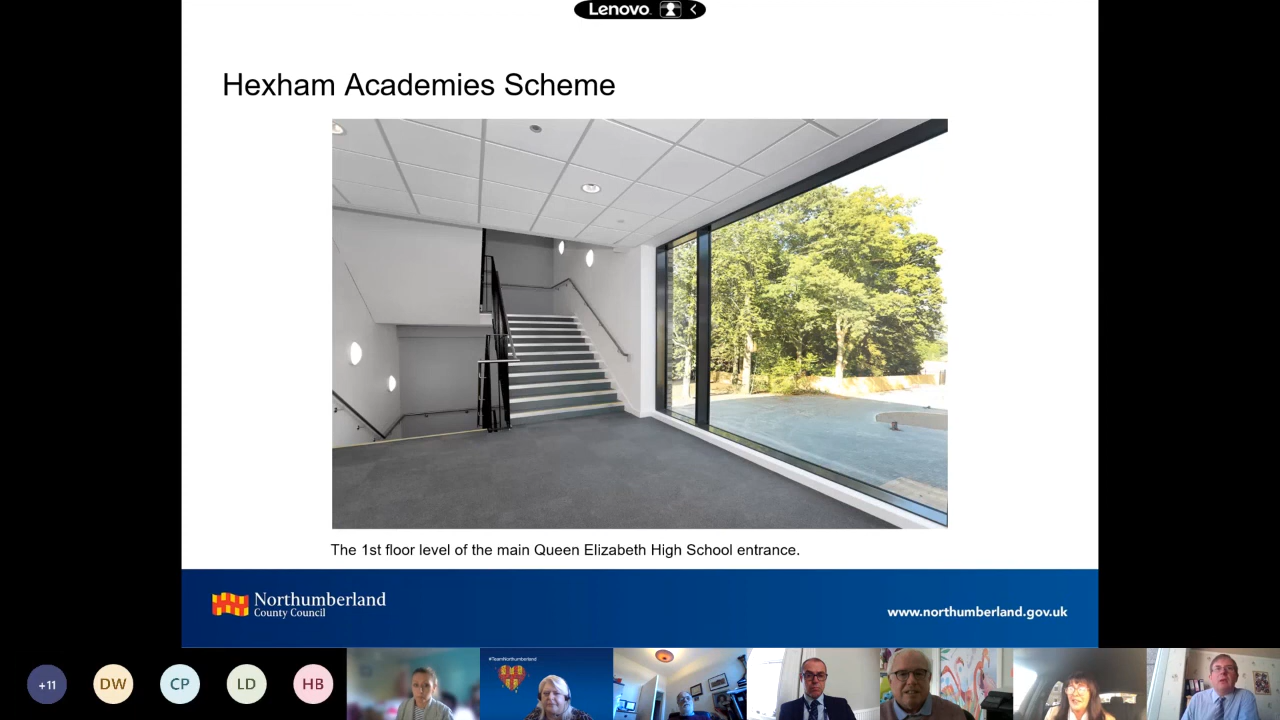 Lenovo
Hexham Academies Scheme
The 1st floor level of the main Queen Elizabeth High School entrance.
Northumberland
County Council
www.northumberland.gov.uk
#TeamNorthumberland
+11
DW
CP
LD
HB